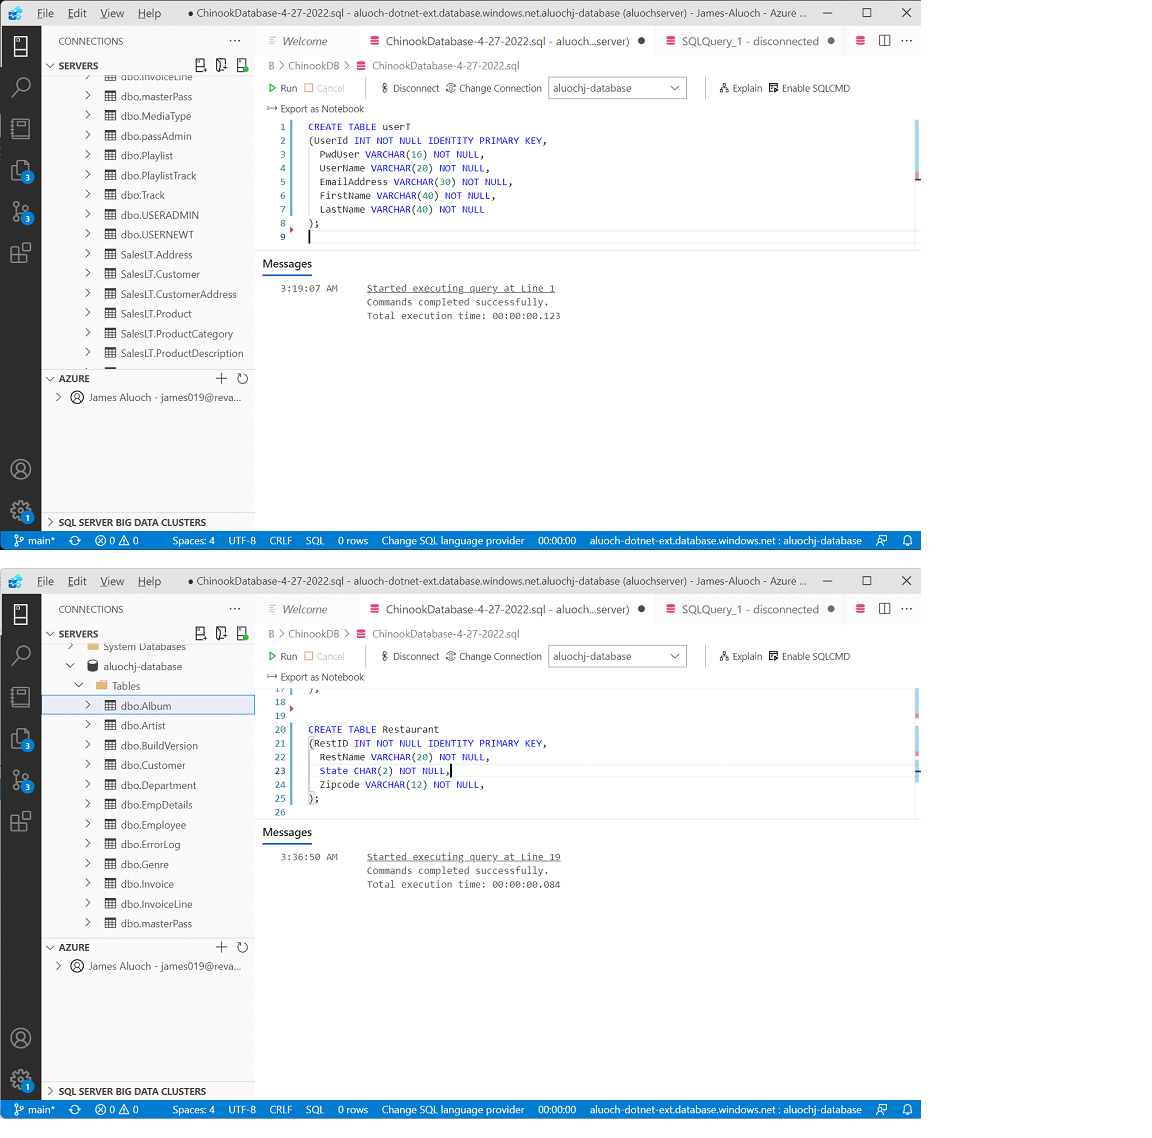 File Edit View Help ● ChinookDatabase-4-27-2022.sql - aluoch-dotnet-ext.database.windows.net.aluochj-database (aluochserver) - James-Aluoch - Azure ...
CONNECTIONS ...
Welcome
ChinookDatabase-4-27-2022.sql - aluoch...server) ●
SQLQuery_1 - disconnected ●
SERVERS
B > ChinookDB > ChinookDatabase-4-27-2022.sql
Run Cancel Disconnect Change Connection aluochj-database Explain Enable SQLCMD
Export as Notebook
dbo.InvoiceLine
dbo.masterPass
dbo.MediaType
dbo.passAdmin
dbo.Playlist
dbo.PlaylistTrack
dbo.Track
dbo.USERADMIN
dbo.USERNEWT
SalesLT.Address
SalesLT.Customer
SalesLT.CustomerAddress
SalesLT.Product
SalesLT.ProductCategory
SalesLT.ProductDescription
1 CREATE TABLE userT
2 (UserId INT NOT NULL IDENTITY PRIMARY KEY,
3 PwdUser VARCHAR(16) NOT NULL,
4 UserName VARCHAR(20) NOT NULL,
5 EmailAddress VARCHAR(30) NOT NULL,
6 FirstName VARCHAR(40) NOT NULL,
7 LastName VARCHAR(40) NOT NULL
8 );
9
Messages
3:19:07 AM Started executing query at Line 1
Commands completed successfully.
Total execution time: 00:00:00.123
AZURE
James Aluoch - james019@reva...
3
3
1
SQL SERVER BIG DATA CLUSTERS
main* 0 0 Spaces: 4 UTF-8 CRLF SQL 0 rows Change SQL language provider 00:00:00 aluoch-dotnet-ext.database.windows.net : aluochj-database
File Edit View Help ● ChinookDatabase-4-27-2022.sql - aluoch-dotnet-ext.database.windows.net.aluochj-database (aluochserver) - James-Aluoch - Azure ...
CONNECTIONS ...
Welcome
ChinookDatabase-4-27-2022.sql - aluoch...server) ●
SQLQuery_1 - disconnected ●
SERVERS
B > ChinookDB > ChinookDatabase-4-27-2022.sql
Run Cancel Disconnect Change Connection aluochj-database Explain Enable SQLCMD
Export as Notebook
System Databases
aluochj-database
Tables
dbo.Album
dbo.Artist
dbo.BuildVersion
dbo.Customer
dbo.Department
dbo.EmpDetails
dbo.Employee
dbo.ErrorLog
dbo.Genre
dbo.Invoice
dbo.InvoiceLine
dbo.masterPass
17 );
18
19
20 CREATE TABLE Restaurant
21 (RestID INT NOT NULL IDENTITY PRIMARY KEY,
22 RestName VARCHAR(20) NOT NULL,
23 State CHAR(2) NOT NULL,
24 Zipcode VARCHAR(12) NOT NULL,
25 );
26
Messages
3:36:50 AM Started executing query at Line 19
Commands completed successfully.
Total execution time: 00:00:00.084
AZURE
James Aluoch - james019@reva...
3
3
1
SQL SERVER BIG DATA CLUSTERS
main* 0 0 Spaces: 4 UTF-8 CRLF SQL 0 rows Change SQL language provider 00:00:00 aluoch-dotnet-ext.database.windows.net : aluochj-database